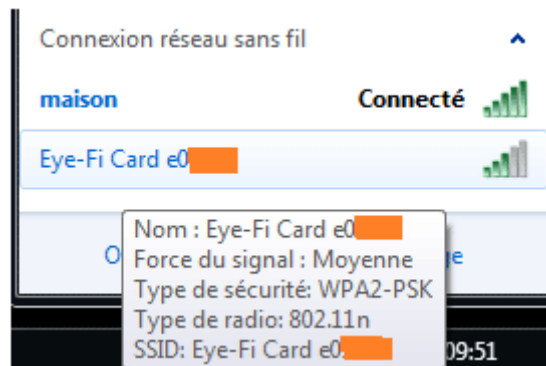 Connexion réseau sans fil
maison Connecté
Eye-Fi Card e0
Nom : Eye-Fi Card e0
Force du signal : Moyenne
Type de sécurité: WPA2-PSK
Type de radio: 802.11n
SSID: Eye-Fi Card e0
09:51